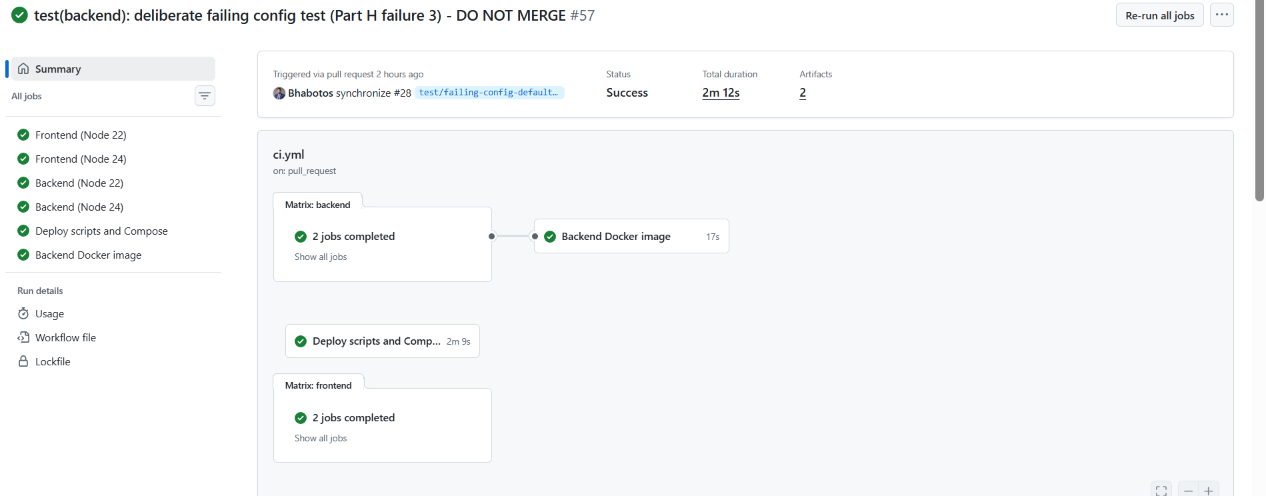 test(backend): deliberate failing config test (Part H failure 3) - DO NOT MERGE #57
Re-run all jobs
Summary
All jobs
Frontend (Node 22)
Frontend (Node 24)
Backend (Node 22)
Backend (Node 24)
Deploy scripts and Compose
Backend Docker image
Run details
Usage
Workflow file
Lockfile
Triggered via pull request 2 hours ago
Bhabotos synchronize #28 test/failing-config-default…
Status
Success
Total duration
2m 12s
Artifacts
2
ci.yml
on: pull_request
Matrix: backend
2 jobs completed
Show all jobs
Backend Docker image 17s
Deploy scripts and Comp... 2m 9s
Matrix: frontend
2 jobs completed
Show all jobs